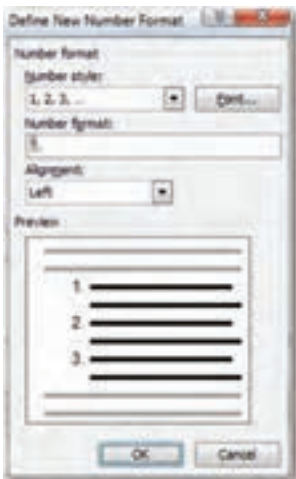 Define New Number Format
Number format
Number style:
1, 2, 3, ... Font...
Number format:
1.
Alignment:
Left
Preview
1.
2.
3.
OK Cancel